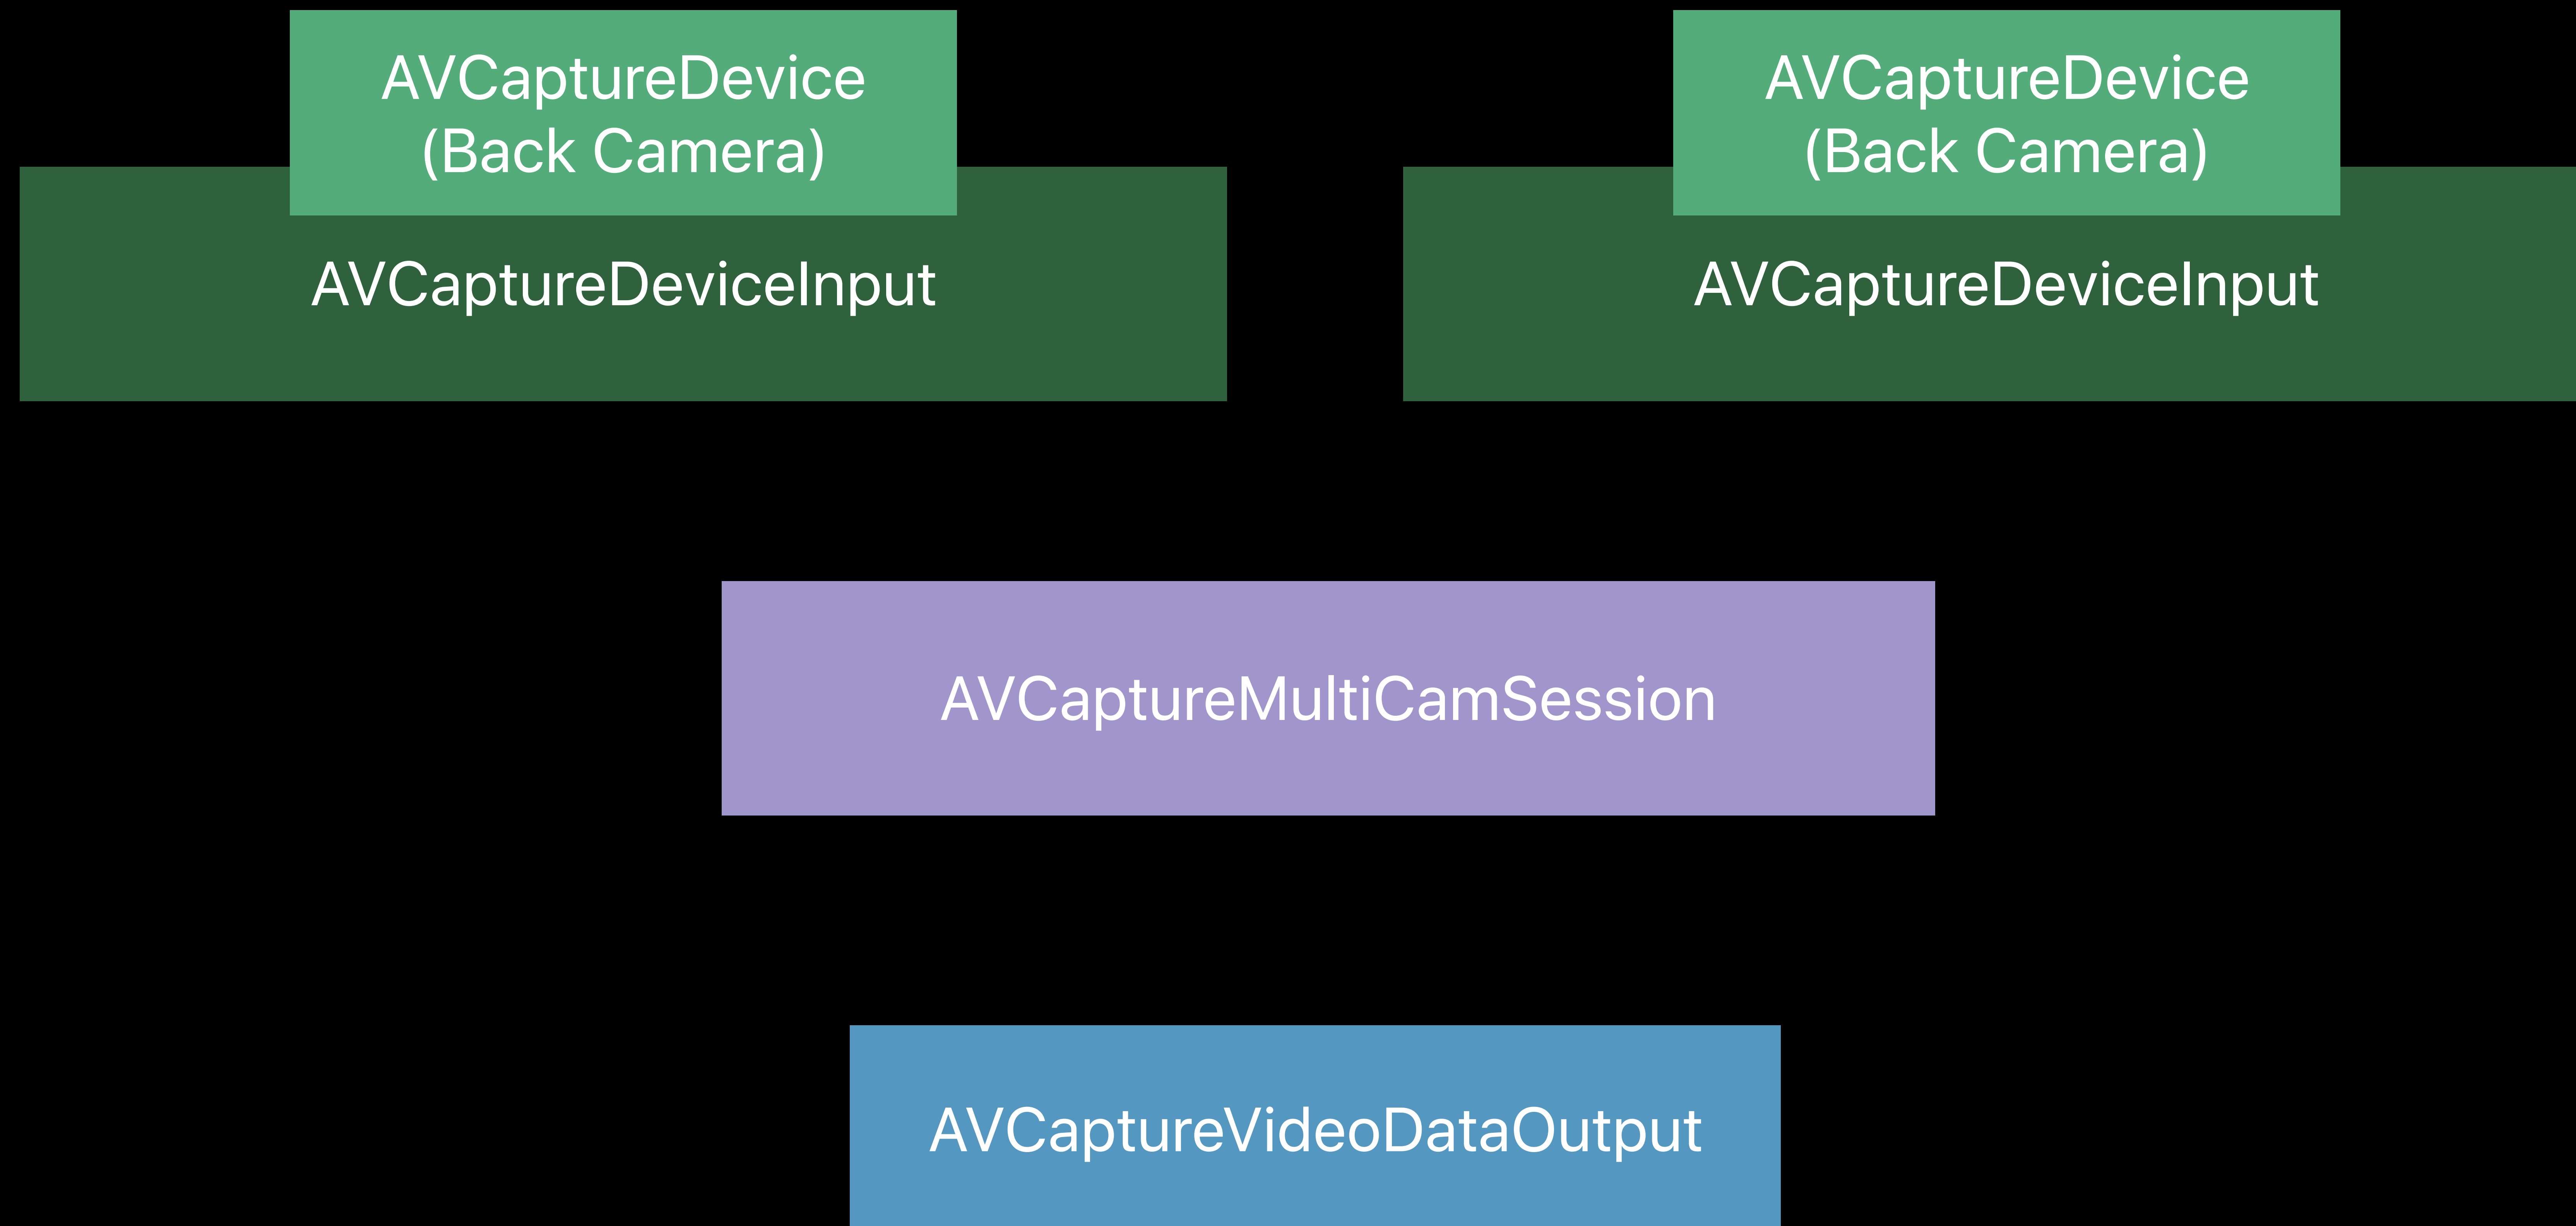 AVCaptureDevice
(Back Camera)
AVCaptureDeviceInput
AVCaptureDevice
(Back Camera)
AVCaptureDeviceInput
AVCaptureMultiCamSession
AVCaptureVideoDataOutput